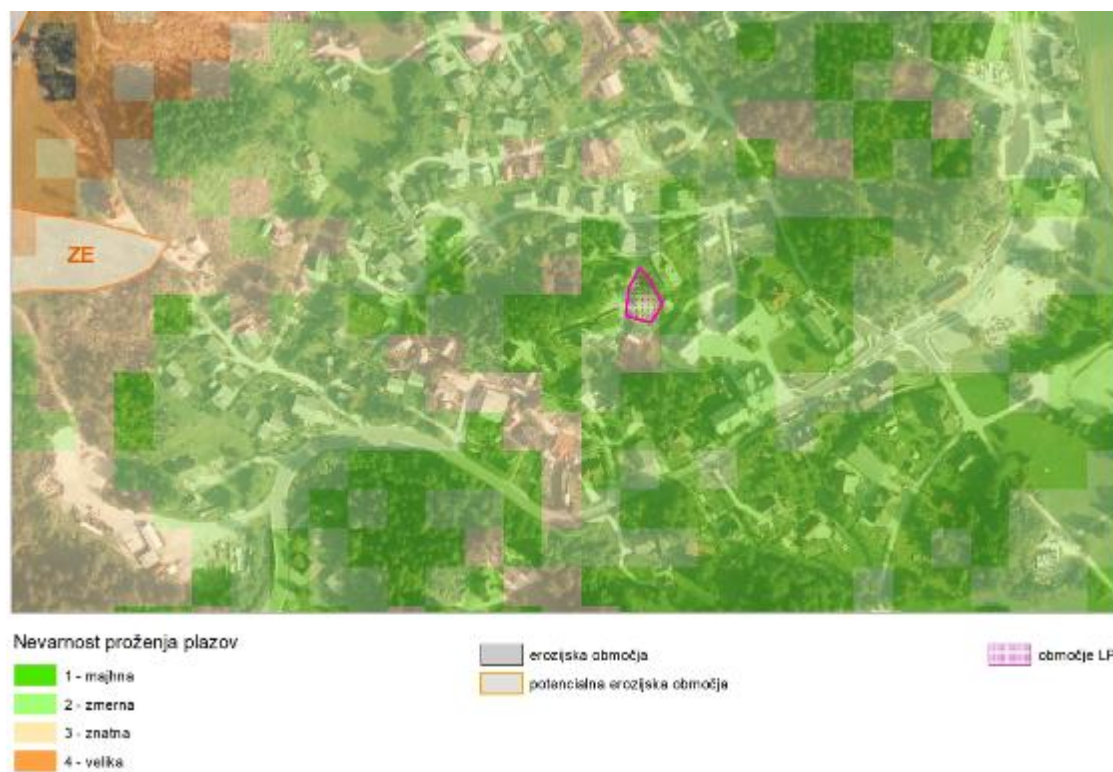 ZE
Nevarnost proženja plazov
1 - majhna
2 - zmerna
3 - znatna
4 - velika
erozijska območja
potencialna erozijska območja
območje LP